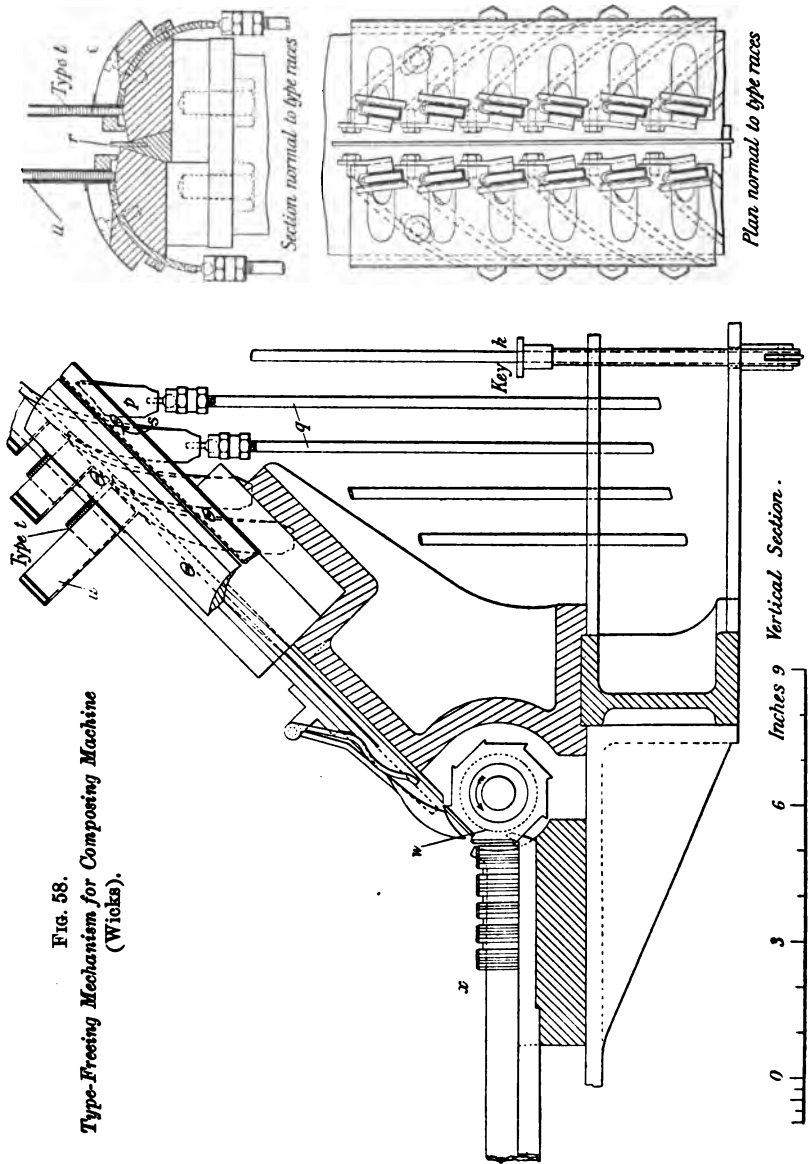 FIG. 58.
Type-Freeing Mechanism for Composing Machine
(Wicks).
Type t
u
p
s
q
Key k
w
x
Vertical Section.
Inches 9
6
3
0
u
r
Type t
c
Section normal to type races
Plan normal to type races